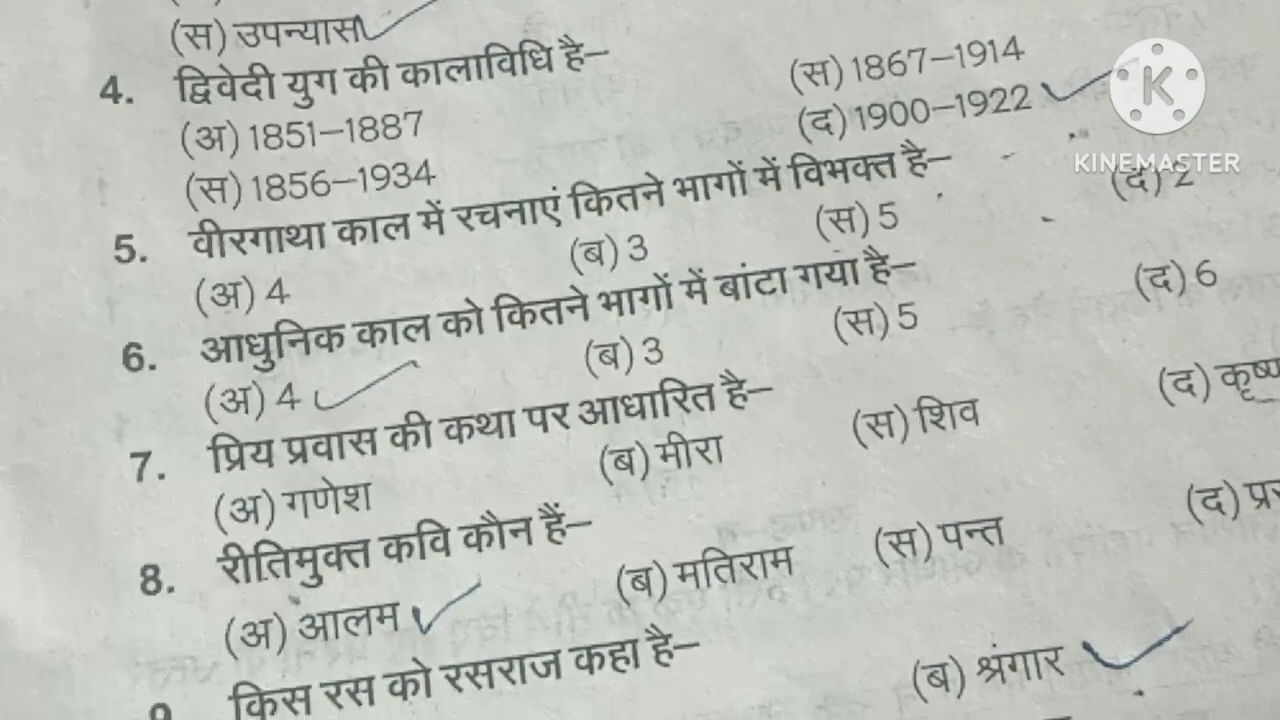 (स) उपन्यास
4. द्विवेदी युग की कालाविधि है–
(अ) 1851–1887
(स) 1867–1914
(स) 1856–1934
(द) 1900–1922
5. वीरगाथा काल में रचनाएं कितने भागों में विभक्त है–
(अ) 4 (ब) 3 (स) 5 (द) 2
6. आधुनिक काल को कितने भागों में बांटा गया है–
(अ) 4 (ब) 3 (स) 5 (द) 6
7. प्रिय प्रवास की कथा पर आधारित है–
(अ) गणेश (ब) मीरा (स) शिव (द) कृष्ण
8. रीतिमुक्त कवि कौन हैं–
(अ) आलम (ब) मतिराम (स) पन्त (द)
9. किस रस को रसराज कहा है–
(ब) श्रंगार
K
KINEMASTER